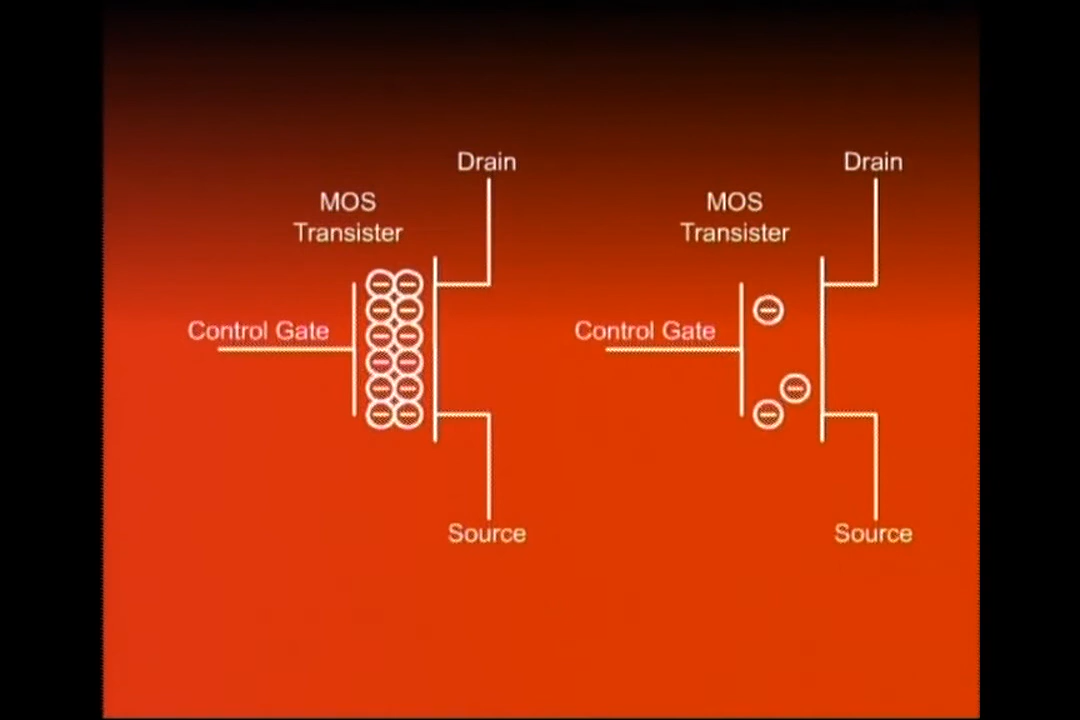 Drain
MOS
Transister
Control Gate
Source
Drain
MOS
Transister
Control Gate
Source